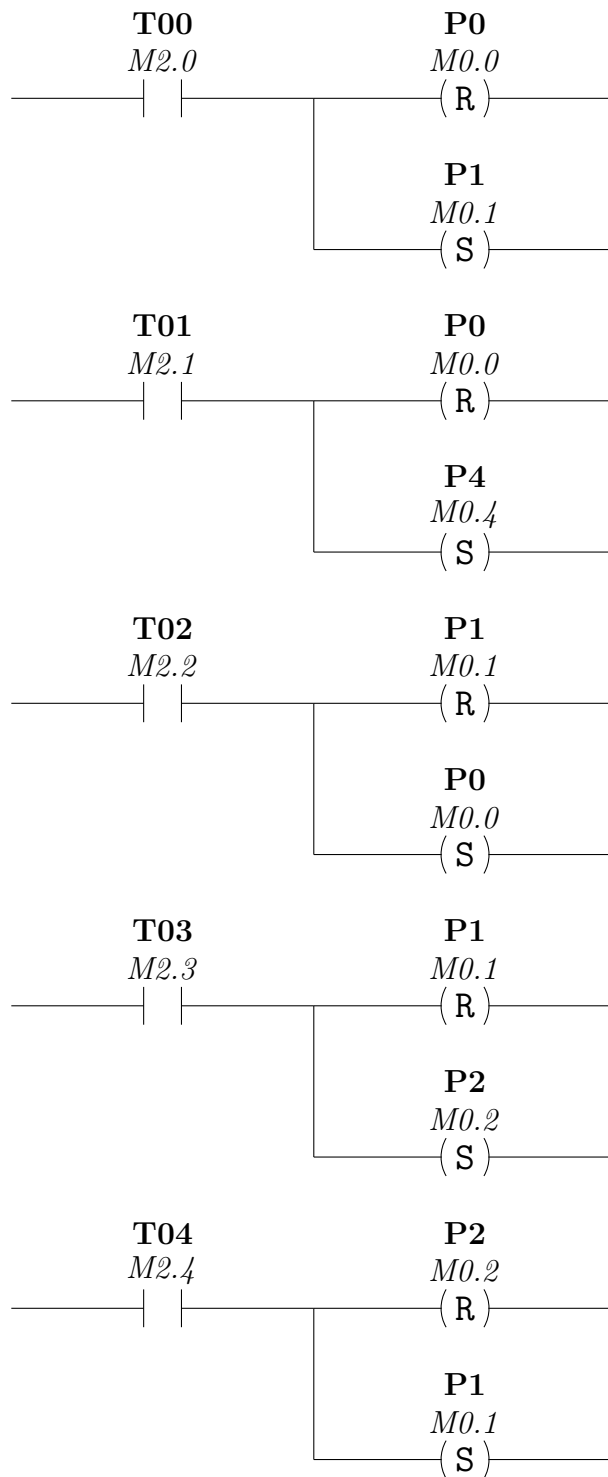 T00 P0
M2.0 M0.0
R
P1
M0.1
S
T01 P0
M2.1 M0.0
R
P4
M0.4
S
T02 P1
M2.2 M0.1
R
P0
M0.0
S
T03 P1
M2.3 M0.1
R
P2
M0.2
S
T04 P2
M2.4 M0.2
R
P1
M0.1
S